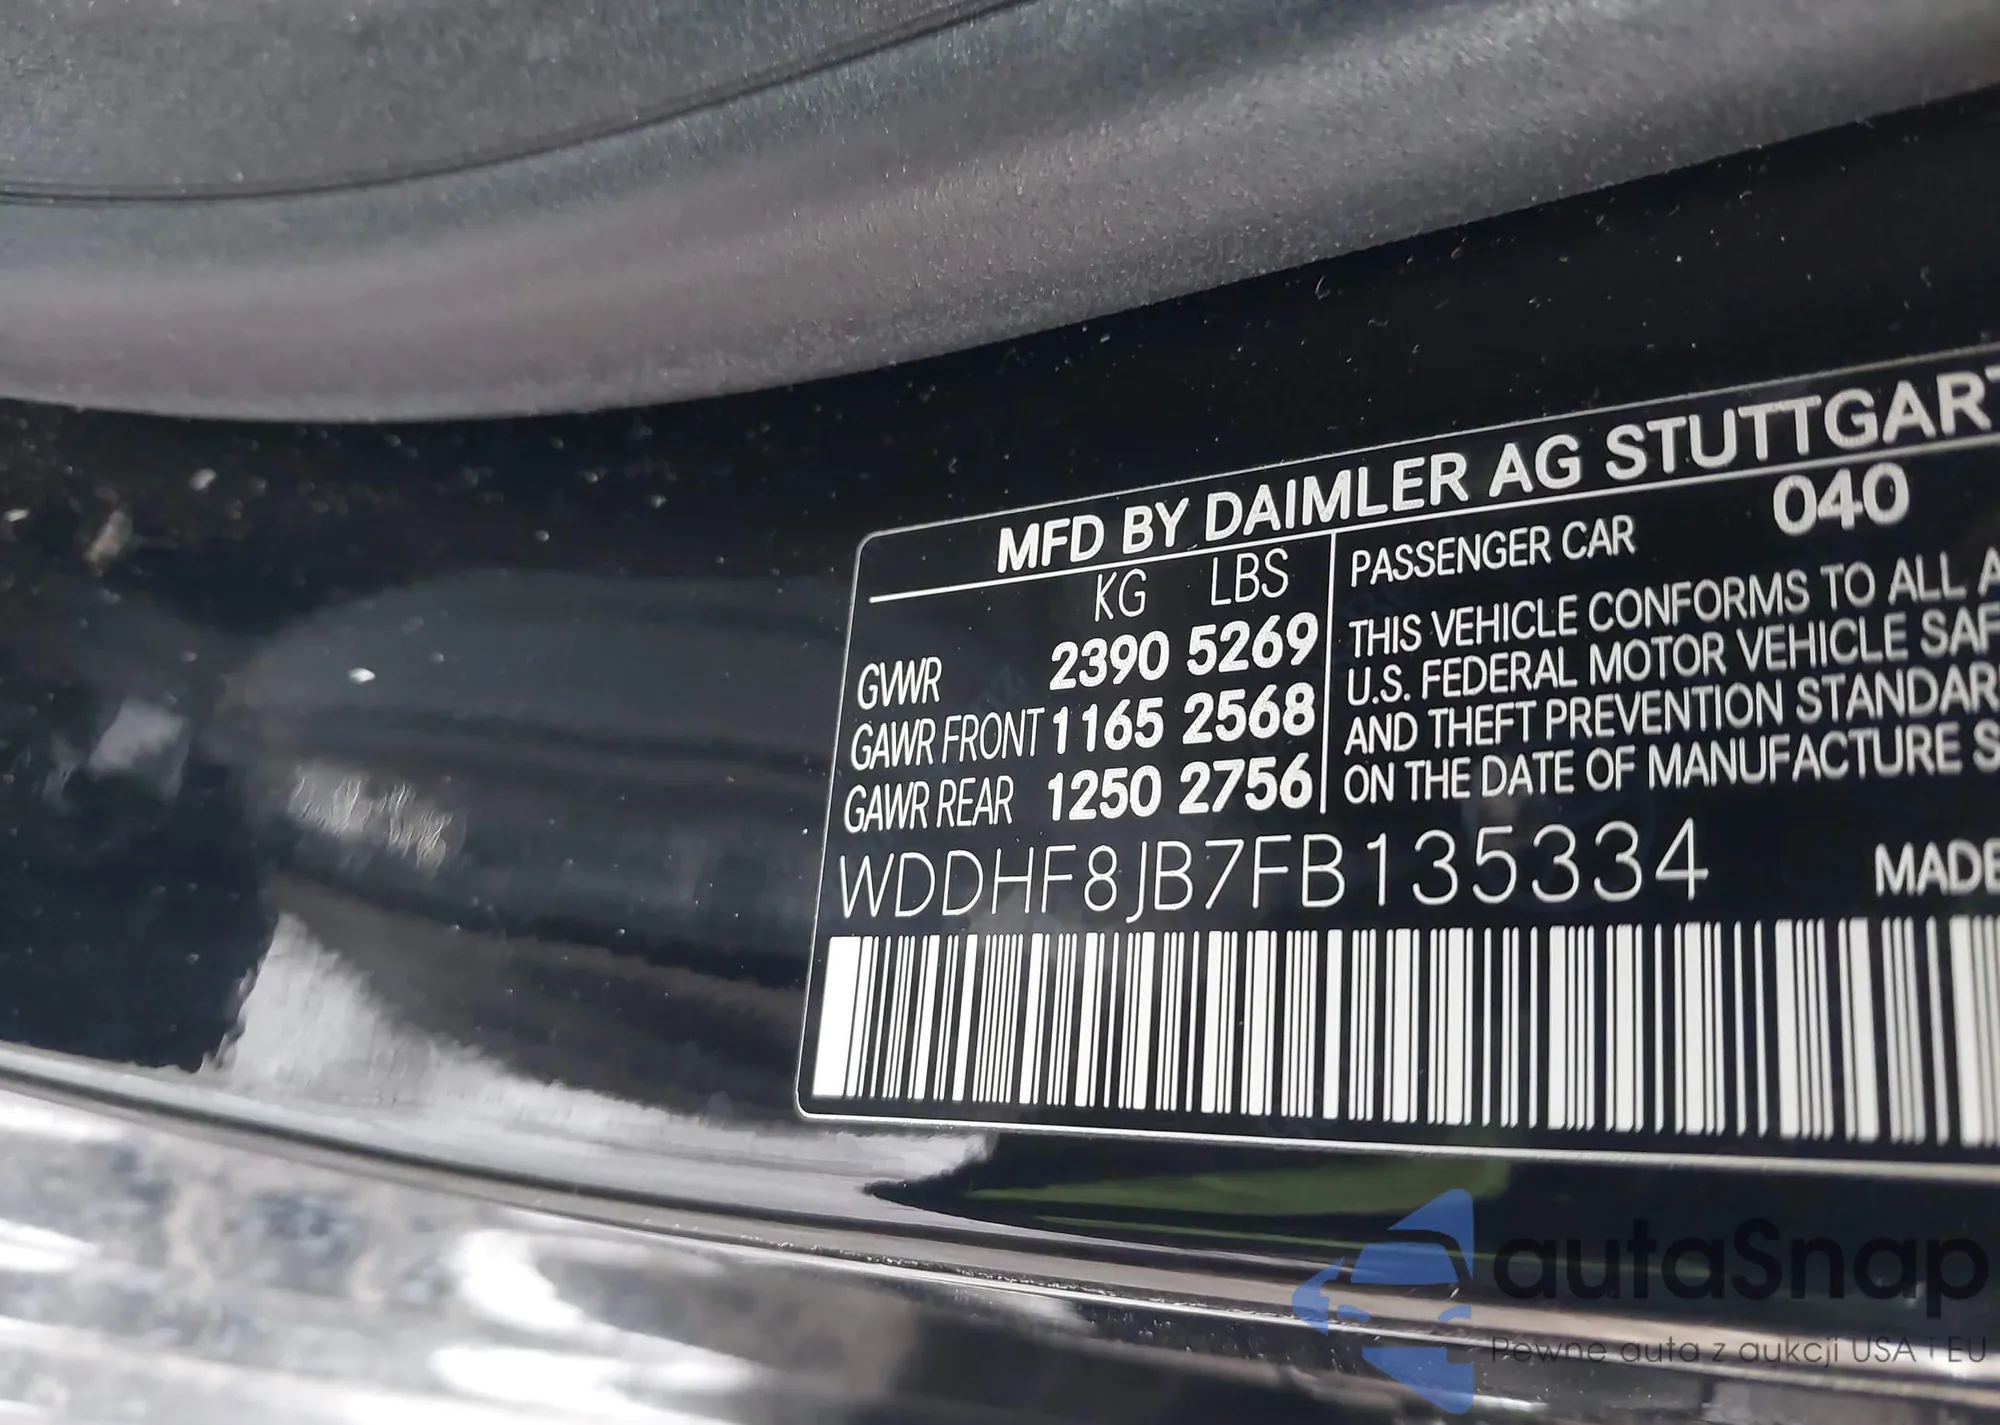 MFD BY DAIMLER AG STUTTGART
KG LBS
GVWR 2390 5269
GAWR FRONT 1165 2568
GAWR REAR 1250 2756
PASSENGER CAR 040
THIS VEHICLE CONFORMS TO ALL A
U.S. FEDERAL MOTOR VEHICLE SAF
AND THEFT PREVENTION STANDAR
ON THE DATE OF MANUFACTURE S
WDDHF8JB7FB135334 MADE
autaSnap
Pewne auta z aukcji USA i EU